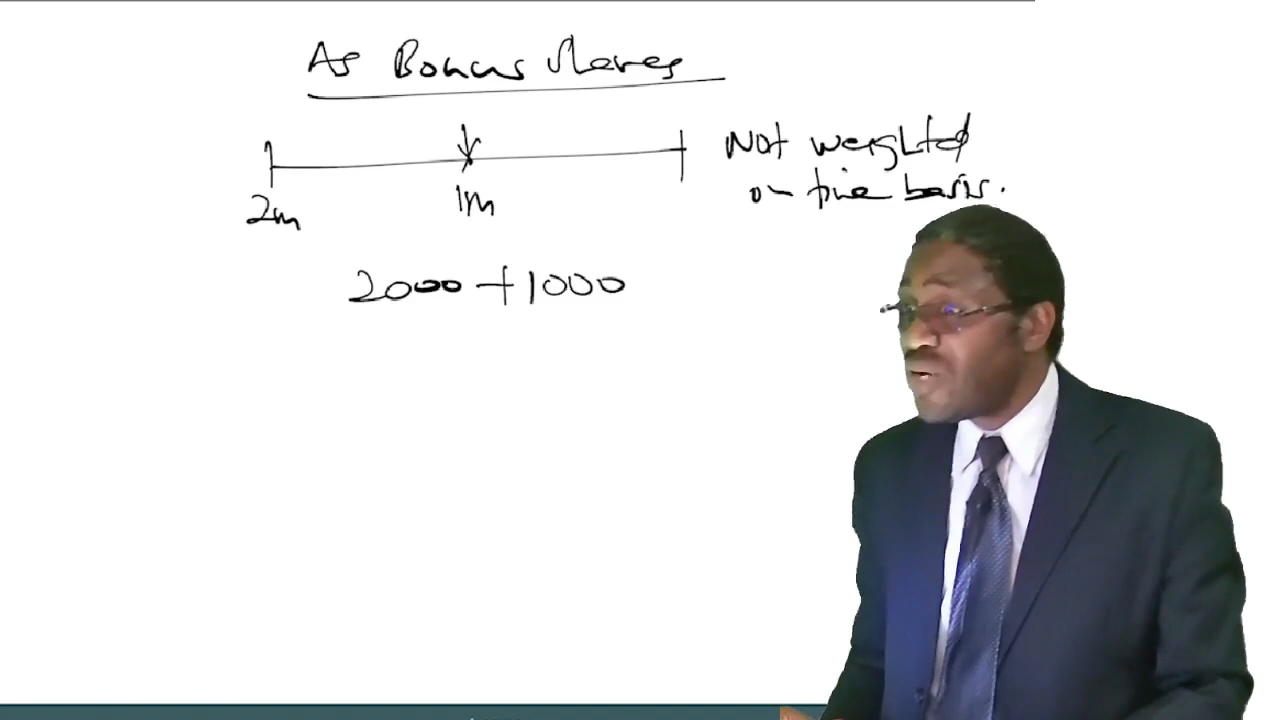 As Bonus shares
Not weighted
on time basis.
2m
1m
2000 + 1000